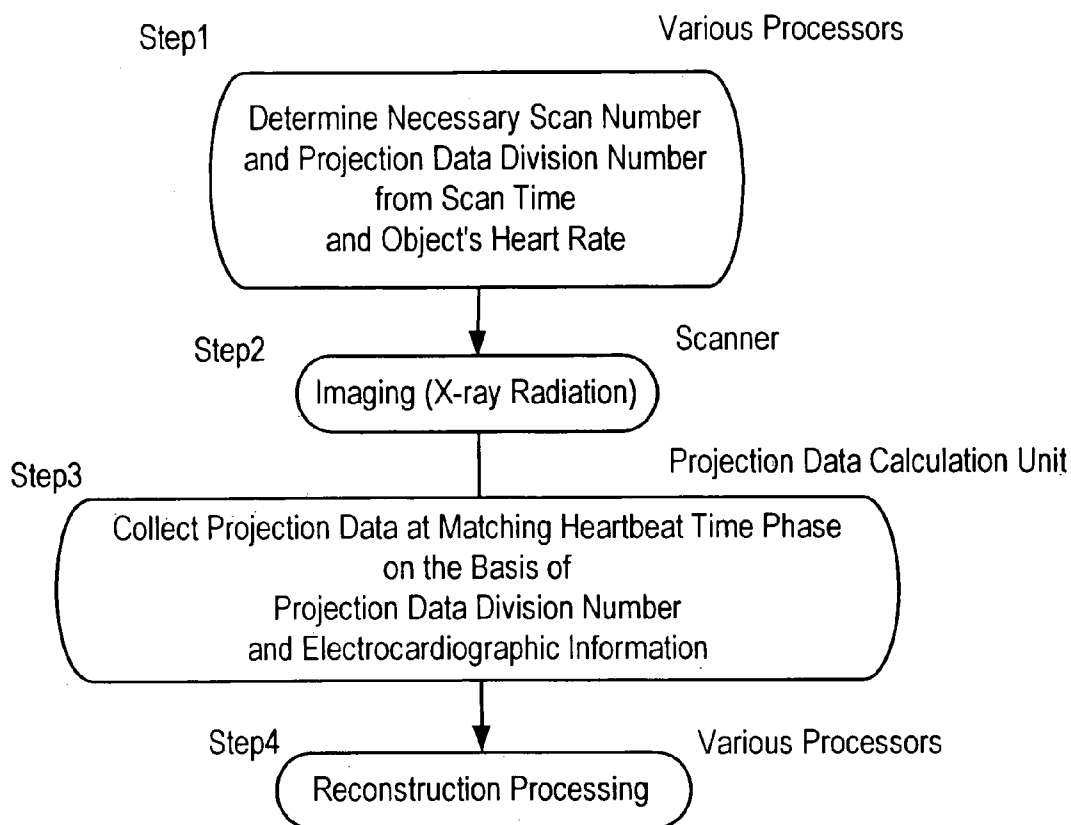 Step1
Various Processors
Determine Necessary Scan Number
and Projection Data Division Number
from Scan Time
and Object's Heart Rate
Step2
Scanner
Imaging (X-ray Radiation)
Step3
Projection Data Calculation Unit
Collect Projection Data at Matching Heartbeat Time Phase
on the Basis of
Projection Data Division Number
and Electrocardiographic Information
Step4
Various Processors
Reconstruction Processing